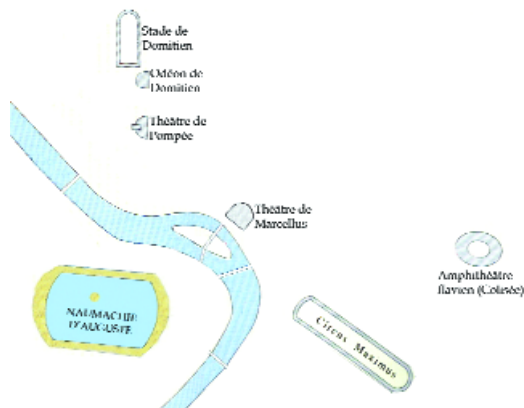 Stade de
Domitien
Odéon de
Domitien
Théâtre de
Pompée
Théâtre de
Marcellus
Amphithéâtre
flavien (Colisée)
NAUMACHIE
D'AUGUSTE
Circus Maximus